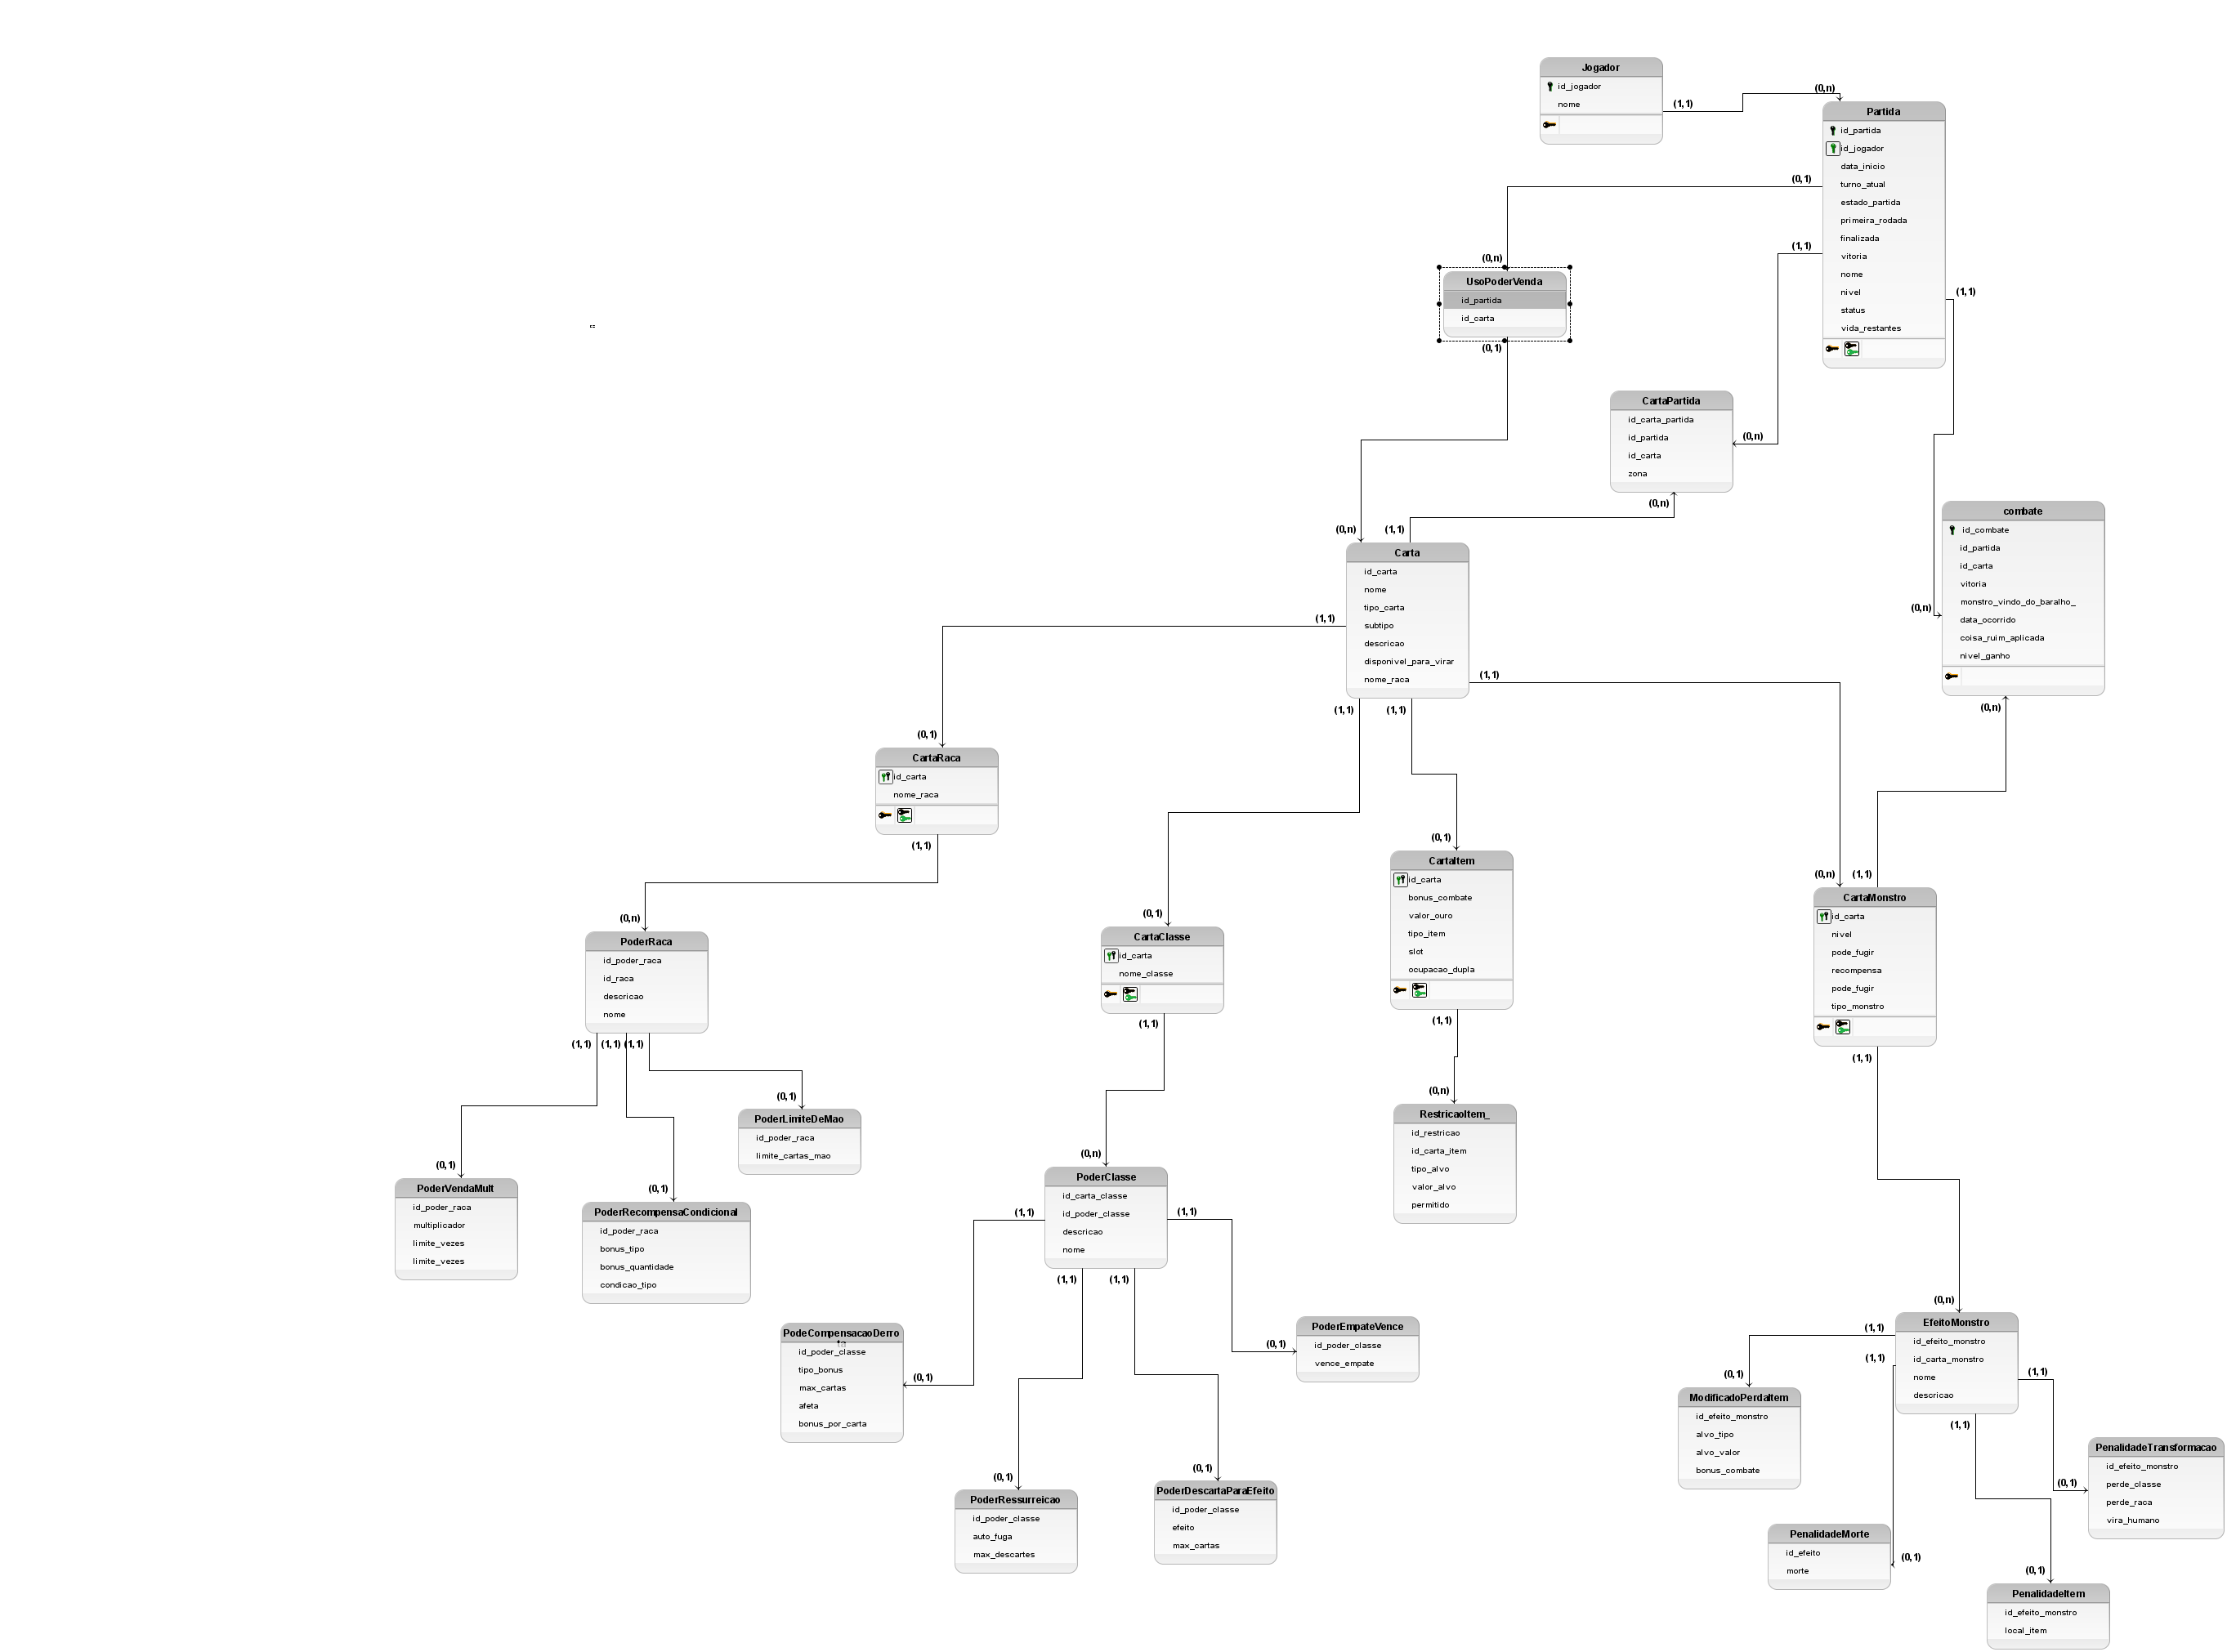 Jogador
id_jogador
nome
(1,1)
(0,n)
Partida
id_partida
id_jogador
data_inicio
turno_atual
estado_partida
primeira_rodada
finalizada
vitoria
nome
nivel
status
vida_restantes
(0,1)
(1,1)
(1,1)
(0,n)
UsoPoderVenda
id_partida
id_carta
(0,1)
CartaPartida
id_carta_partida
id_partida
id_carta
zona
(0,n)
(0,n)
combate
id_combate
id_partida
id_carta
vitoria
monstro_vindo_do_baralho_
data_ocorrido
coisa_ruim_aplicada
nivel_ganho
(0,n)
(0,n)
(0,n)
(1,1)
Carta
id_carta
nome
tipo_carta
subtipo
descricao
disponivel_para_virar
nome_raca
(1,1)
(1,1)
(1,1)
(1,1)
(0,1)
CartaRaca
id_carta
nome_raca
(1,1)
(0,1)
CartaItem
id_carta
bonus_combate
valor_ouro
tipo_item
slot
ocupacao_dupla
(1,1)
(0,n)
(1,1)
CartaMonstro
id_carta
nivel
pode_fugir
recompensa
pode_fugir
tipo_monstro
(1,1)
(0,1)
CartaClasse
id_carta
nome_classe
(1,1)
(0,n)
PoderRaca
id_poder_raca
id_raca
descricao
nome
(1,1)
(1,1)
(1,1)
(0,1)
PoderLimiteDeMao
id_poder_raca
limite_cartas_mao
(0,1)
PoderVendaMult
id_poder_raca
multiplicador
limite_vezes
limite_vezes
(0,1)
PoderRecompensaCondicional
id_poder_raca
bonus_tipo
bonus_quantidade
condicao_tipo
(0,n)
RestricaoItem_
id_restricao
id_carta_item
tipo_alvo
valor_alvo
permitido
(0,n)
PoderClasse
id_carta_classe
id_poder_classe
descricao
nome
(1,1)
(1,1)
(1,1)
(1,1)
PodeCompensacaoDerro
ta
id_poder_classe
tipo_bonus
max_cartas
afeta
bonus_por_carta
(0,1)
PoderEmpateVence
id_poder_classe
vence_empate
(0,1)
(0,1)
PoderRessurreicao
id_poder_classe
auto_fuga
max_descartes
(0,1)
PoderDescartaParaEfeito
id_poder_classe
efeito
max_cartas
(0,n)
EfeitoMonstro
id_efeito_monstro
id_carta_monstro
nome
descricao
(1,1)
(1,1)
(1,1)
(1,1)
(0,1)
ModificadoPerdaItem
id_efeito_monstro
alvo_tipo
alvo_valor
bonus_combate
(0,1)
PenalidadeTransformacao
id_efeito_monstro
perde_classe
perde_raca
vira_humano
PenalidadeMorte
id_efeito
morte
(0,1)
(0,1)
PenalidadeItem
id_efeito_monstro
local_item